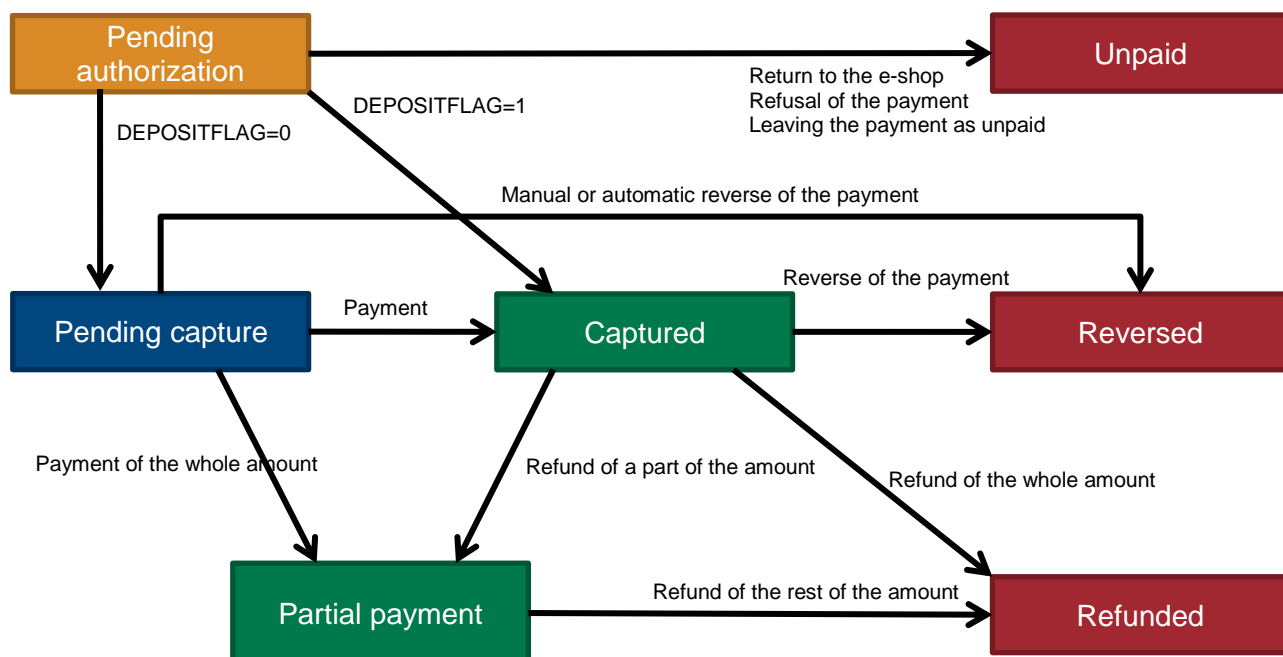 Pending
authorization
Unpaid
Return to the e-shop
Refusal of the payment
Leaving the payment as unpaid
DEPOSITFLAG=1
DEPOSITFLAG=0
Manual or automatic reverse of the payment
Reverse of the payment
Payment
Pending capture
Captured
Reversed
Payment of the whole amount
Refund of a part of the amount
Refund of the whole amount
Refund of the rest of the amount
Partial payment
Refunded